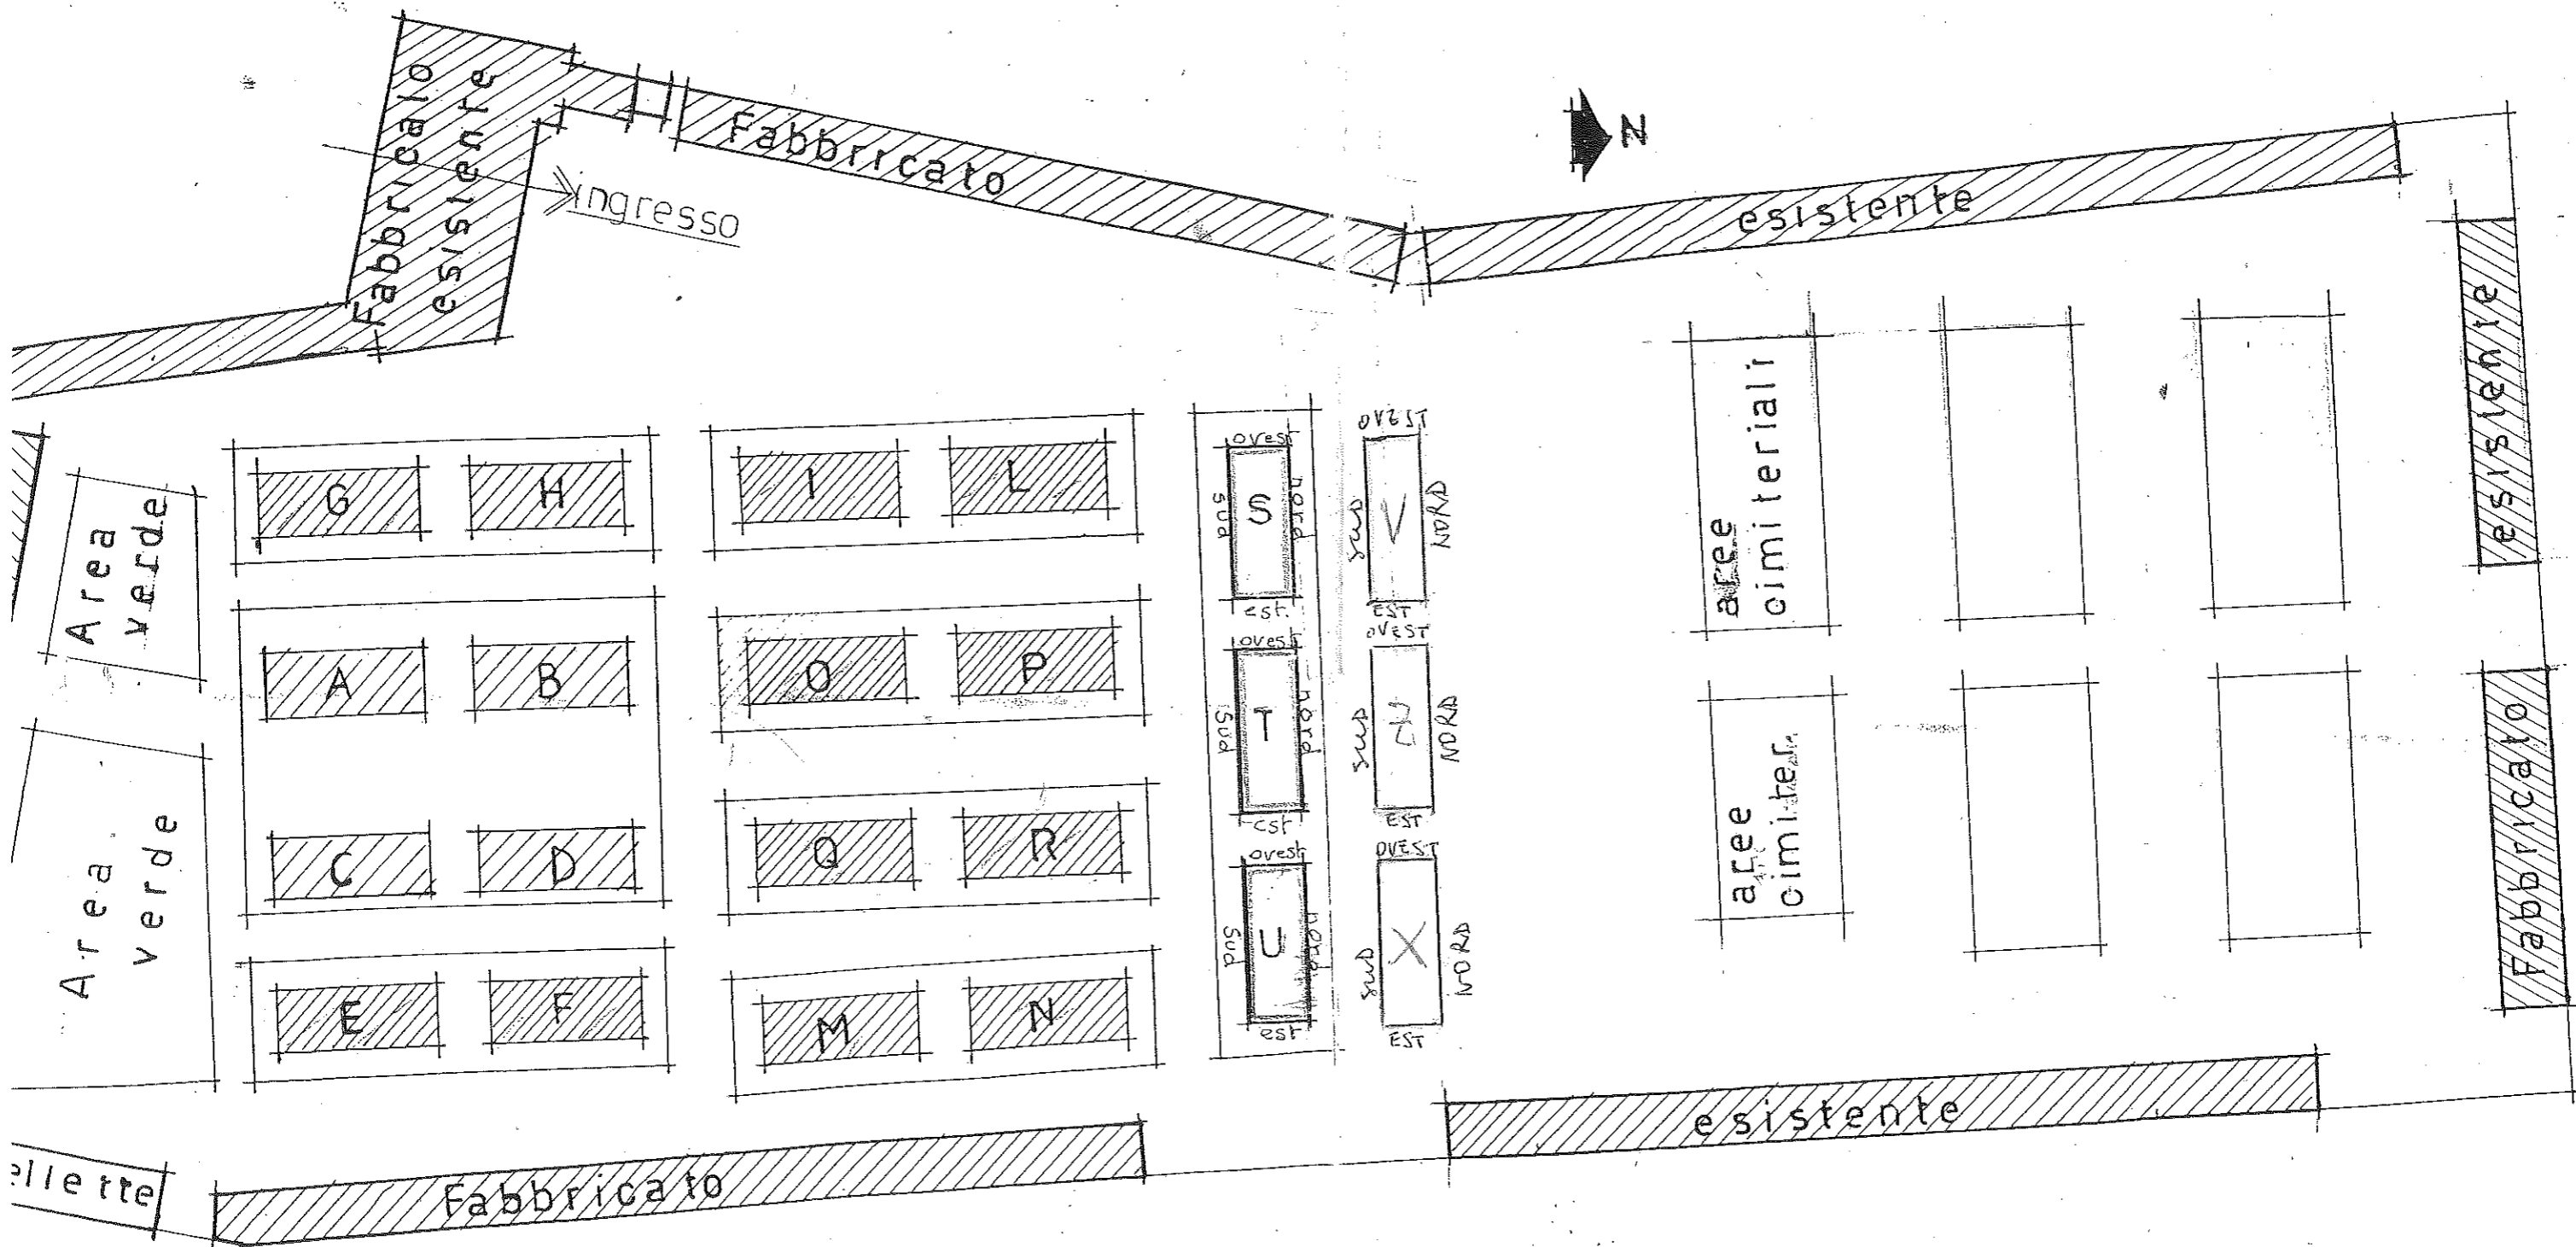 Fabbricato
esistente
ingresso
Fabbricato
N
esistente
esistente
Fabbricato
Area
verde
Area
verde
G
H
I
L
A
B
O
P
C
D
Q
R
E
F
M
N
ovest
sud
S
nord
est.
ovest
sud
T
nord
est
ovest
sud
U
nord
est
OVEST
SUD
V
NORD
EST
OVEST
SUD
NORD
EST
OVEST
SUD
X
NORD
EST
aree
cimiteriali
aree
cimiter.
ellette
Fabbricato
esistente